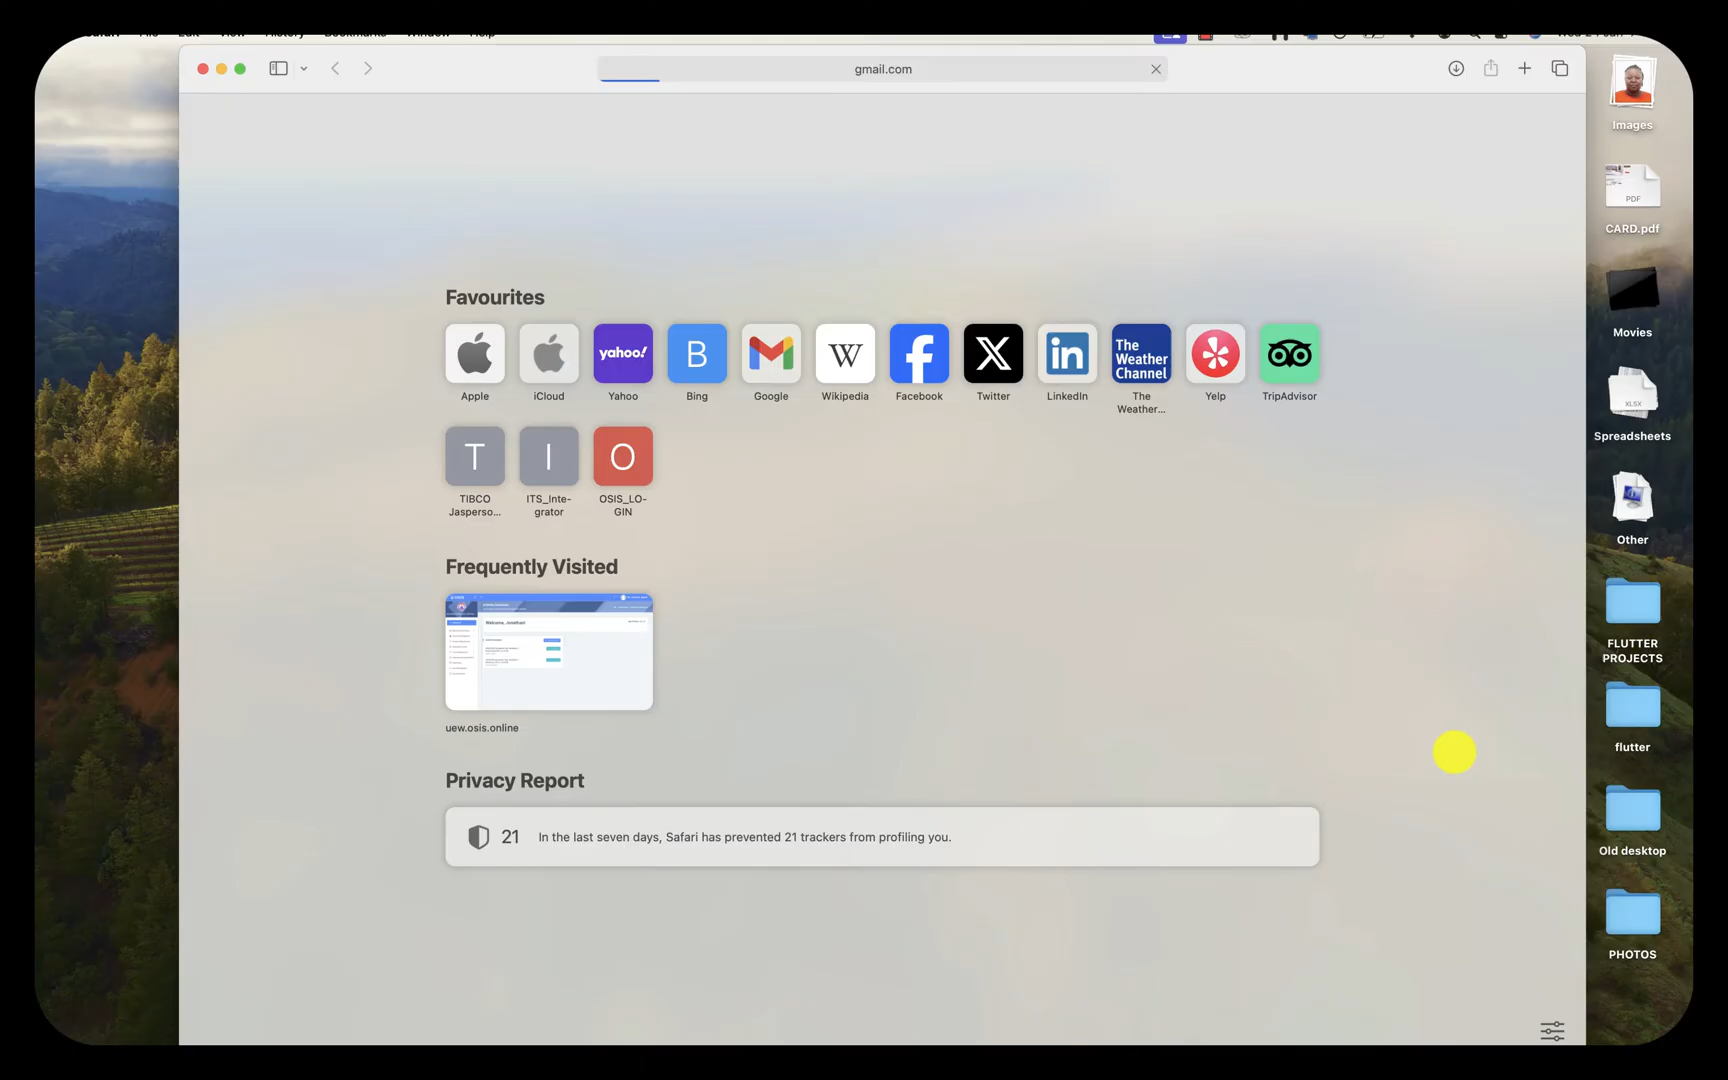 gmail.com
Images
PDF
CARD.pdf
Movies
XLSX
Spreadsheets
Other
FLUTTER
PROJECTS
flutter
Old desktop
PHOTOS
Favourites
yahoo!
B
W
X
in
The
Weather
Channel
Apple
iCloud
Yahoo
Bing
Google
Wikipedia
Facebook
Twitter
LinkedIn
The
Weather...
Yelp
TripAdvisor
T
I
O
TIBCO
Jasperso...
ITS_Inte-
grator
OSIS_LO-
GIN
Frequently Visited
Welcome, Jonathan!
uew.osis.online
Privacy Report
21
In the last seven days, Safari has prevented 21 trackers from profiling you.